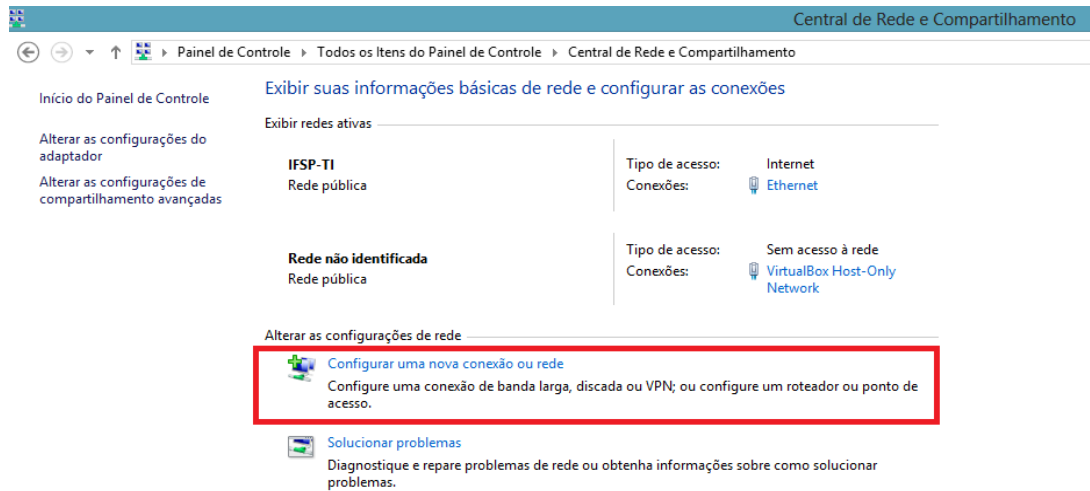 Central de Rede e Compartilhamento
Painel de Controle Todos os Itens do Painel de Controle Central de Rede e Compartilhamento
Início do Painel de Controle
Alterar as configurações do
adaptador
Alterar as configurações de
compartilhamento avançadas
Exibir suas informações básicas de rede e configurar as conexões
Exibir redes ativas
IFSP-TI
Rede pública
Tipo de acesso: Internet
Conexões: Ethernet
Rede não identificada
Rede pública
Tipo de acesso: Sem acesso à rede
Conexões: VirtualBox Host-Only
Network
Alterar as configurações de rede
Configurar uma nova conexão ou rede
Configure uma conexão de banda larga, discada ou VPN; ou configure um roteador ou ponto de
acesso.
Solucionar problemas
Diagnostique e repare problemas de rede ou obtenha informações sobre como solucionar
problemas.